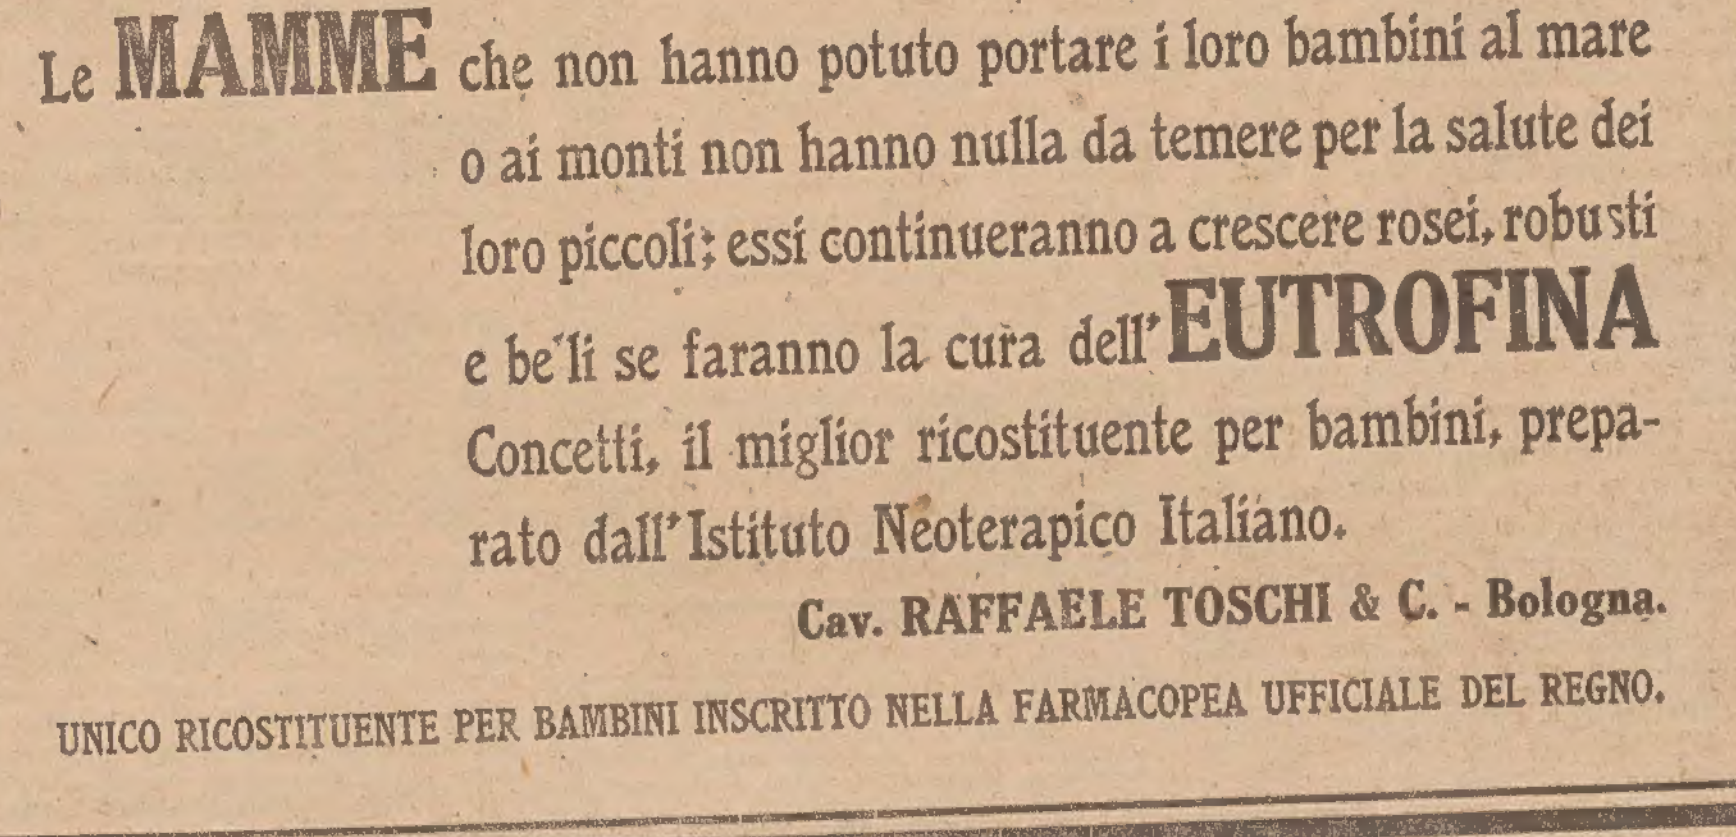 Le MAMME che non hanno potuto portare i loro bambini al mare
o ai monti non hanno nulla da temere per la salute dei
loro piccoli; essi continueranno a crescere rosei, robusti
e belli se faranno la cura dell'EUTROFINA
Concetti, il miglior ricostituente per bambini, prepa-
rato dall'Istituto Neoterapico Italiano.
Cav. RAFFAELE TOSCHI & C. - Bologna.
UNICO RICOSTITUENTE PER BAMBINI INSCRITTO NELLA FARMACOPEA UFFICIALE DEL REGNO.